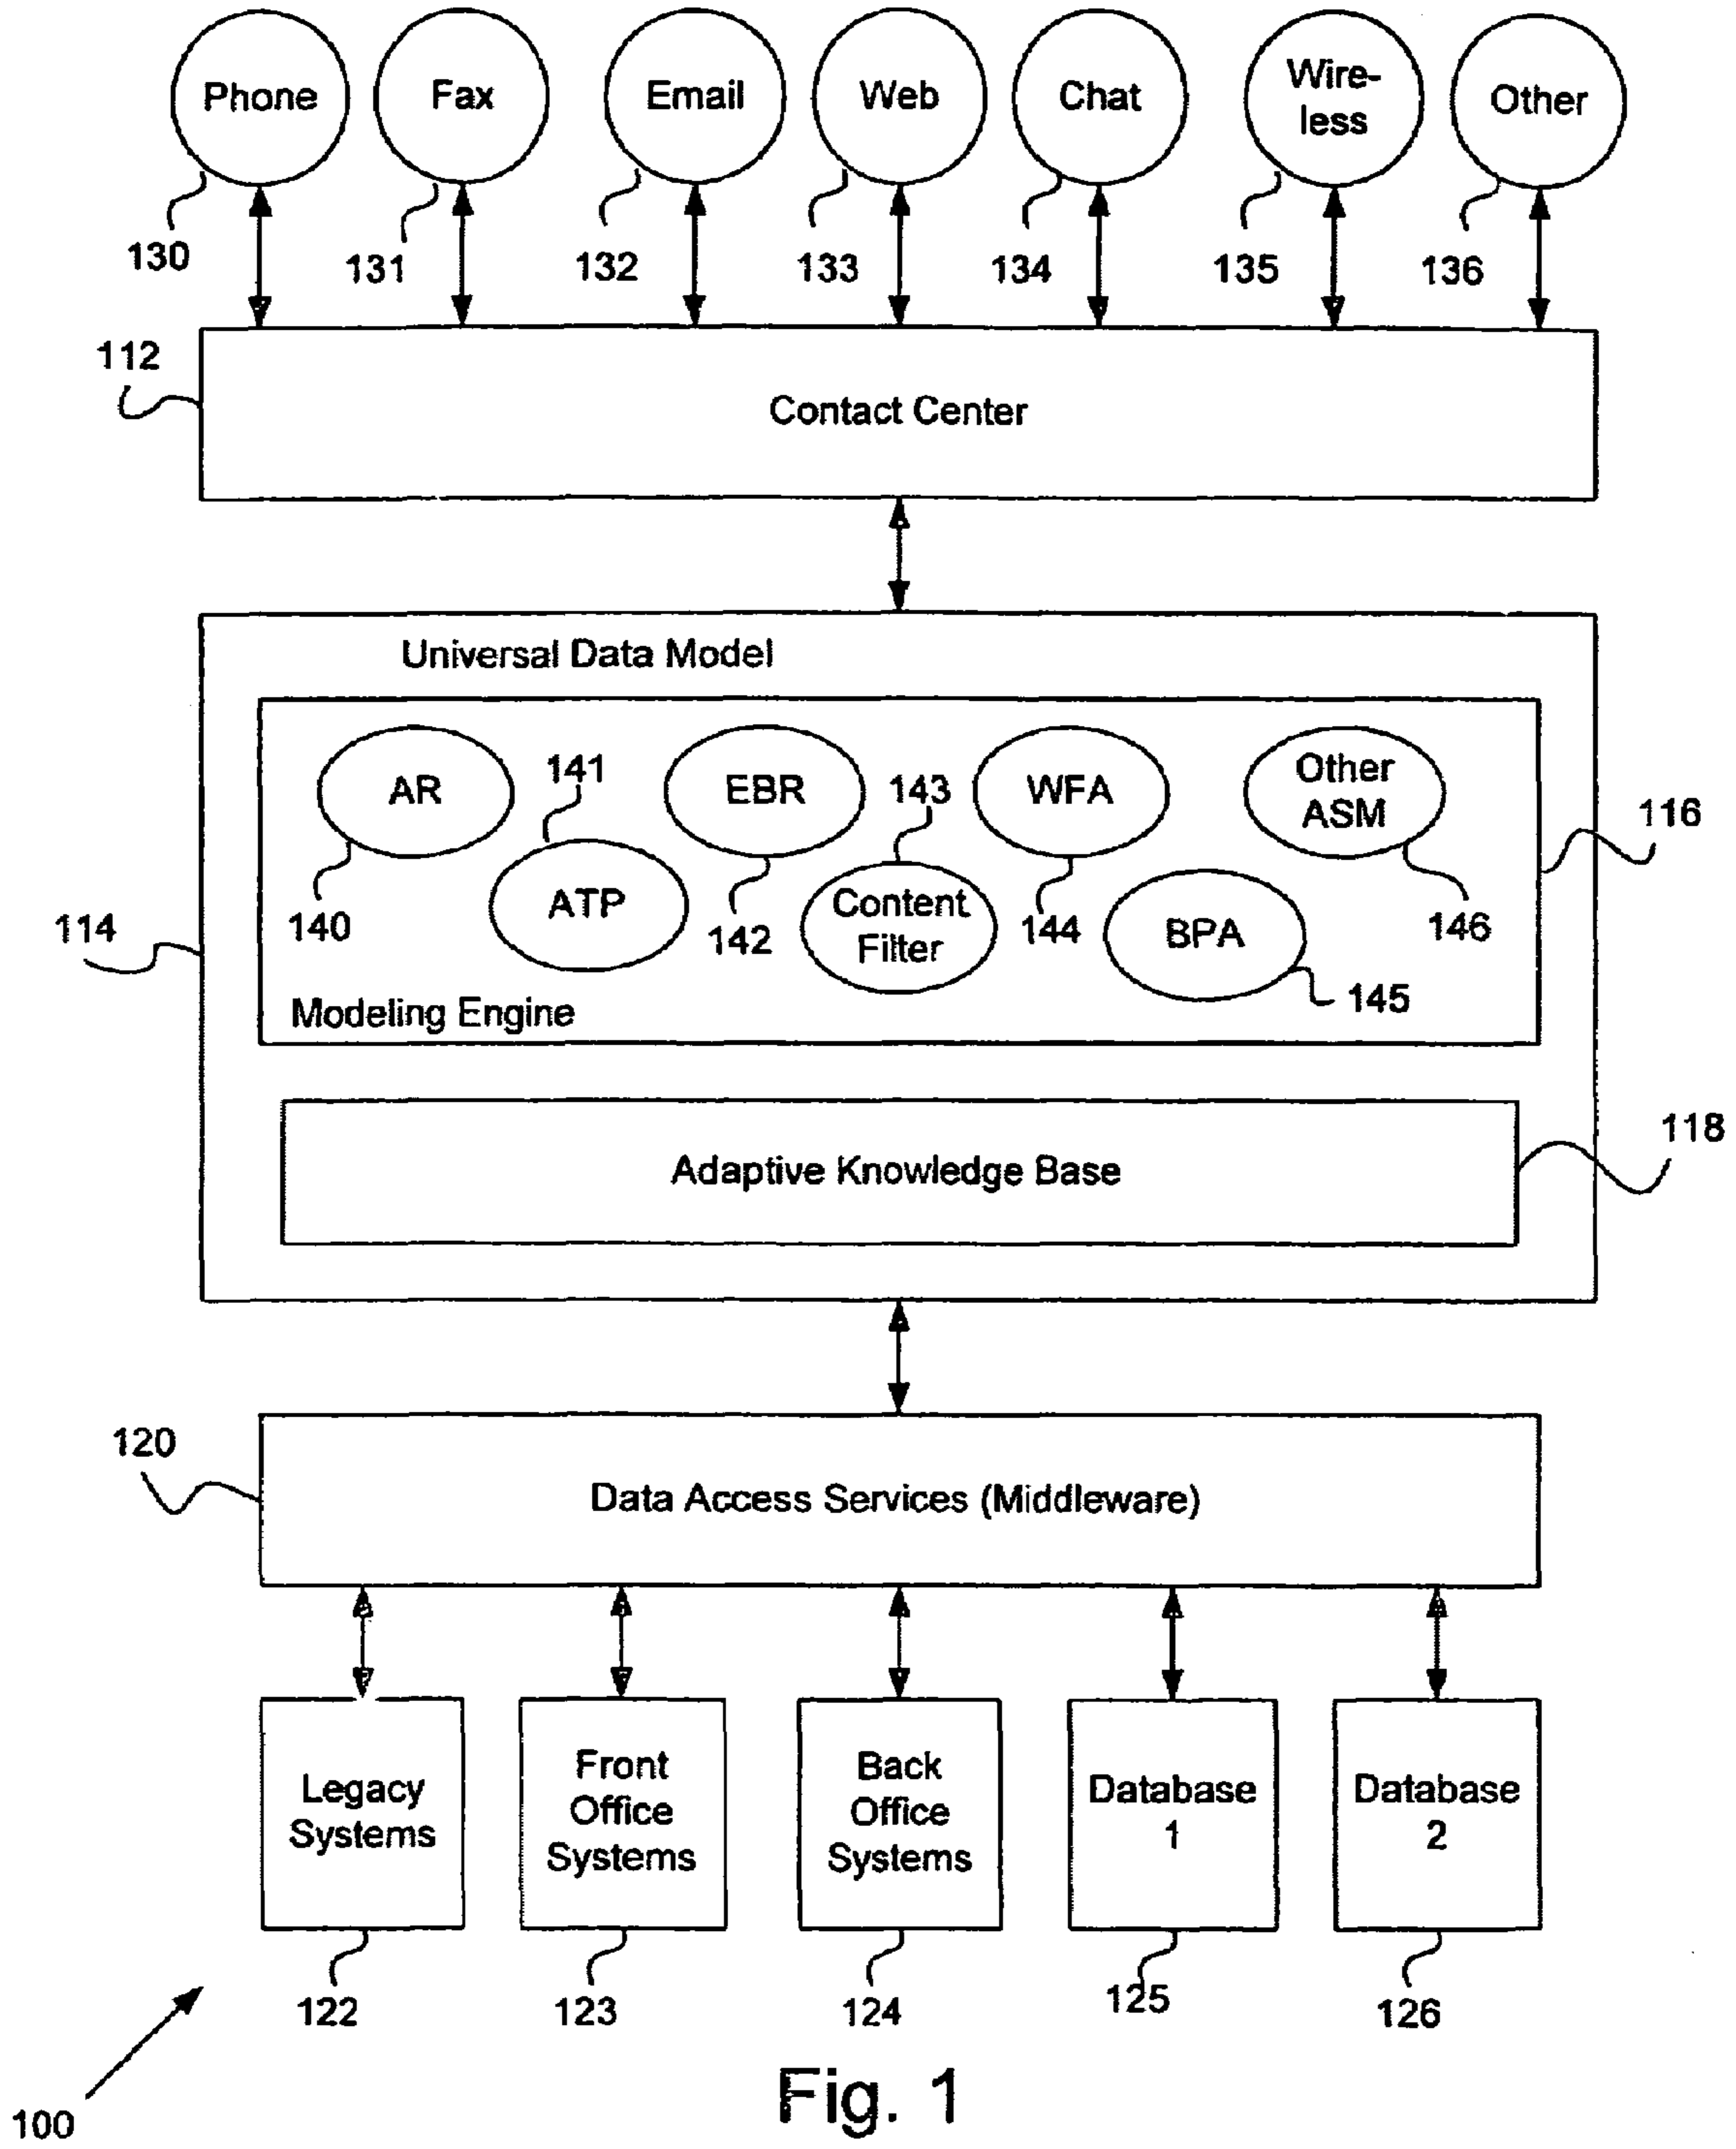 Phone
Fax
Email
Web
Chat
Wire-
less
Other
130
131
132
133
134
135
136
112
Contact Center
Universal Data Model
AR
141
EBR
143
WFA
Other
ASM
116
140
ATP
142
Content
Filter
144
BPA
146
114
145
Modeling Engine
118
Adaptive Knowledge Base
120
Data Access Services (Middleware)
Legacy
Systems
Front
Office
Systems
Back
Office
Systems
Database
1
Database
2
122
123
124
125
126
100
Fig. 1